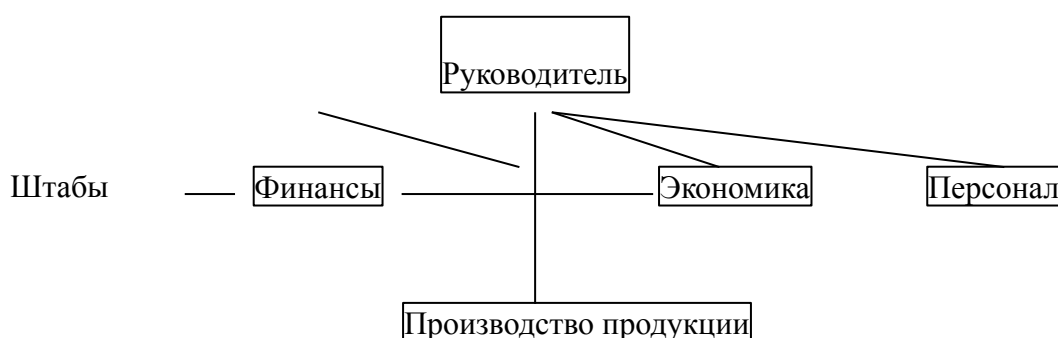 Руководитель
Штабы Финансы Экономика Персонал
Производство продукции